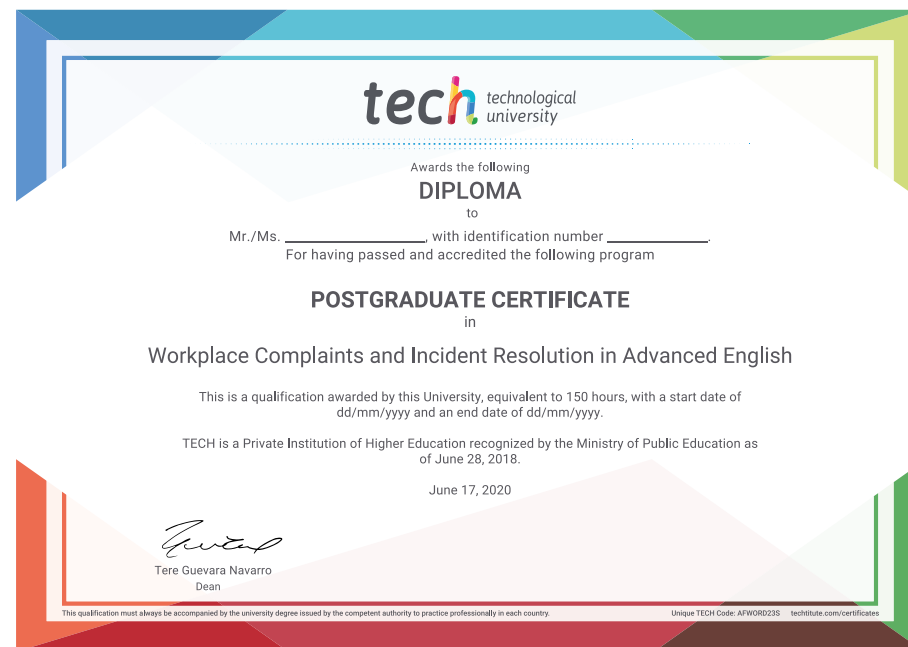 tech technological
university
Awards the following
DIPLOMA
to
Mr./Ms. ____________, with identification number ____________.
For having passed and accredited the following program
POSTGRADUATE CERTIFICATE
in
Workplace Complaints and Incident Resolution in Advanced English
This is a qualification awarded by this University, equivalent to 150 hours, with a start date of
dd/mm/yyyy and an end date of dd/mm/yyyy.
TECH is a Private Institution of Higher Education recognized by the Ministry of Public Education as
of June 28, 2018.
June 17, 2020
Tere Guevara Navarro
Dean
This qualification must always be accompanied by the university degree issued by the competent authority to practice professionally in each country.
Unique TECH Code: AFWORD23S techtitute.com/certificates